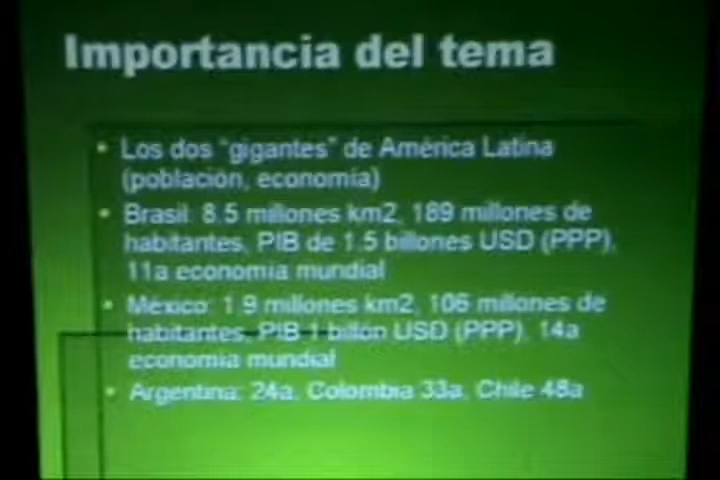 Importancia del tema
Los dos "gigantes" de América Latina
(población, economía)
Brasil: 8.5 millones km2, 189 millones de
habitantes, PIB de 1.5 billones USD (PPP),
11a economía mundial
México: 1.9 millones km2, 106 millones de
habitantes, PIB 1 billón USD (PPP), 14a
economía mundial
Argentina: 24a, Colombia 33a, Chile 48a